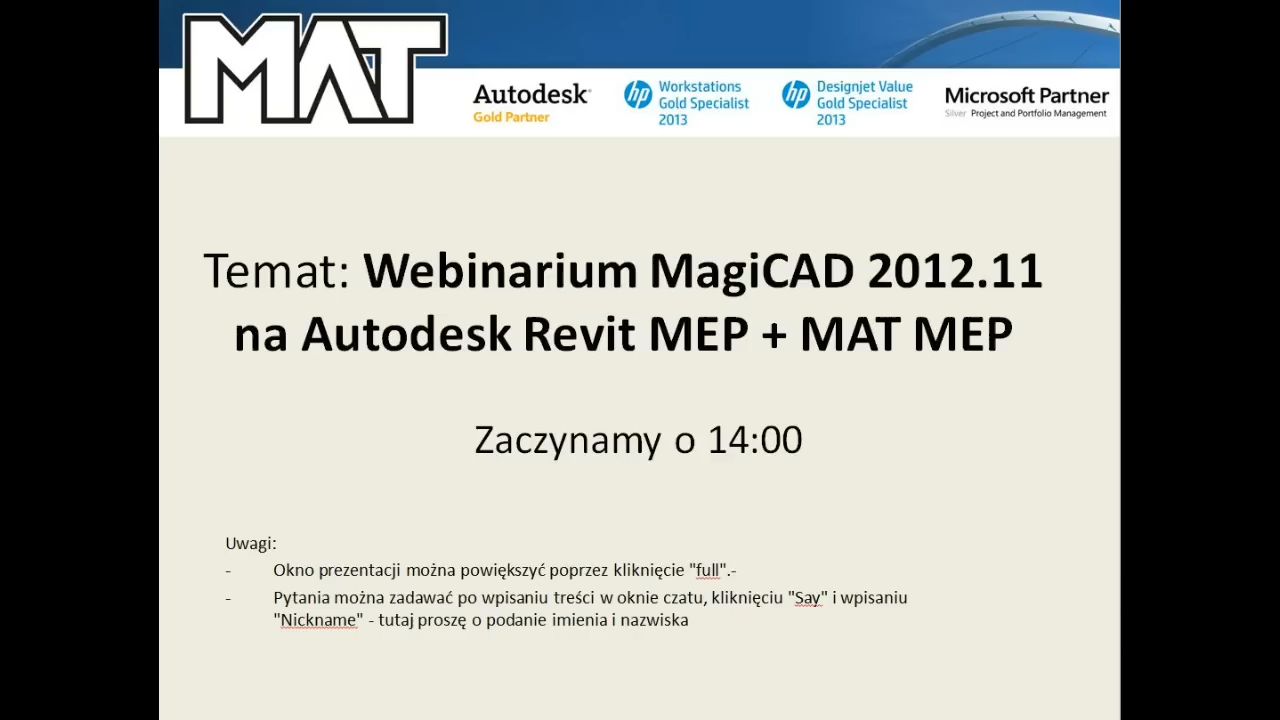 MAT
Autodesk
Gold Partner
hp Workstations
Gold Specialist
2013
hp Designjet Value
Gold Specialist
2013
Microsoft Partner
Silver Project and Portfolio Management
Temat: Webinarium MagiCAD 2012.11
na Autodesk Revit MEP + MAT MEP
Zaczynamy o 14:00
Uwagi:
- Okno prezentacji można powiększyć poprzez kliknięcie "full".-
- Pytania można zadawać po wpisaniu treści w oknie czatu, kliknięciu "Say" i wpisaniu
"Nickname" - tutaj proszę o podanie imienia i nazwiska